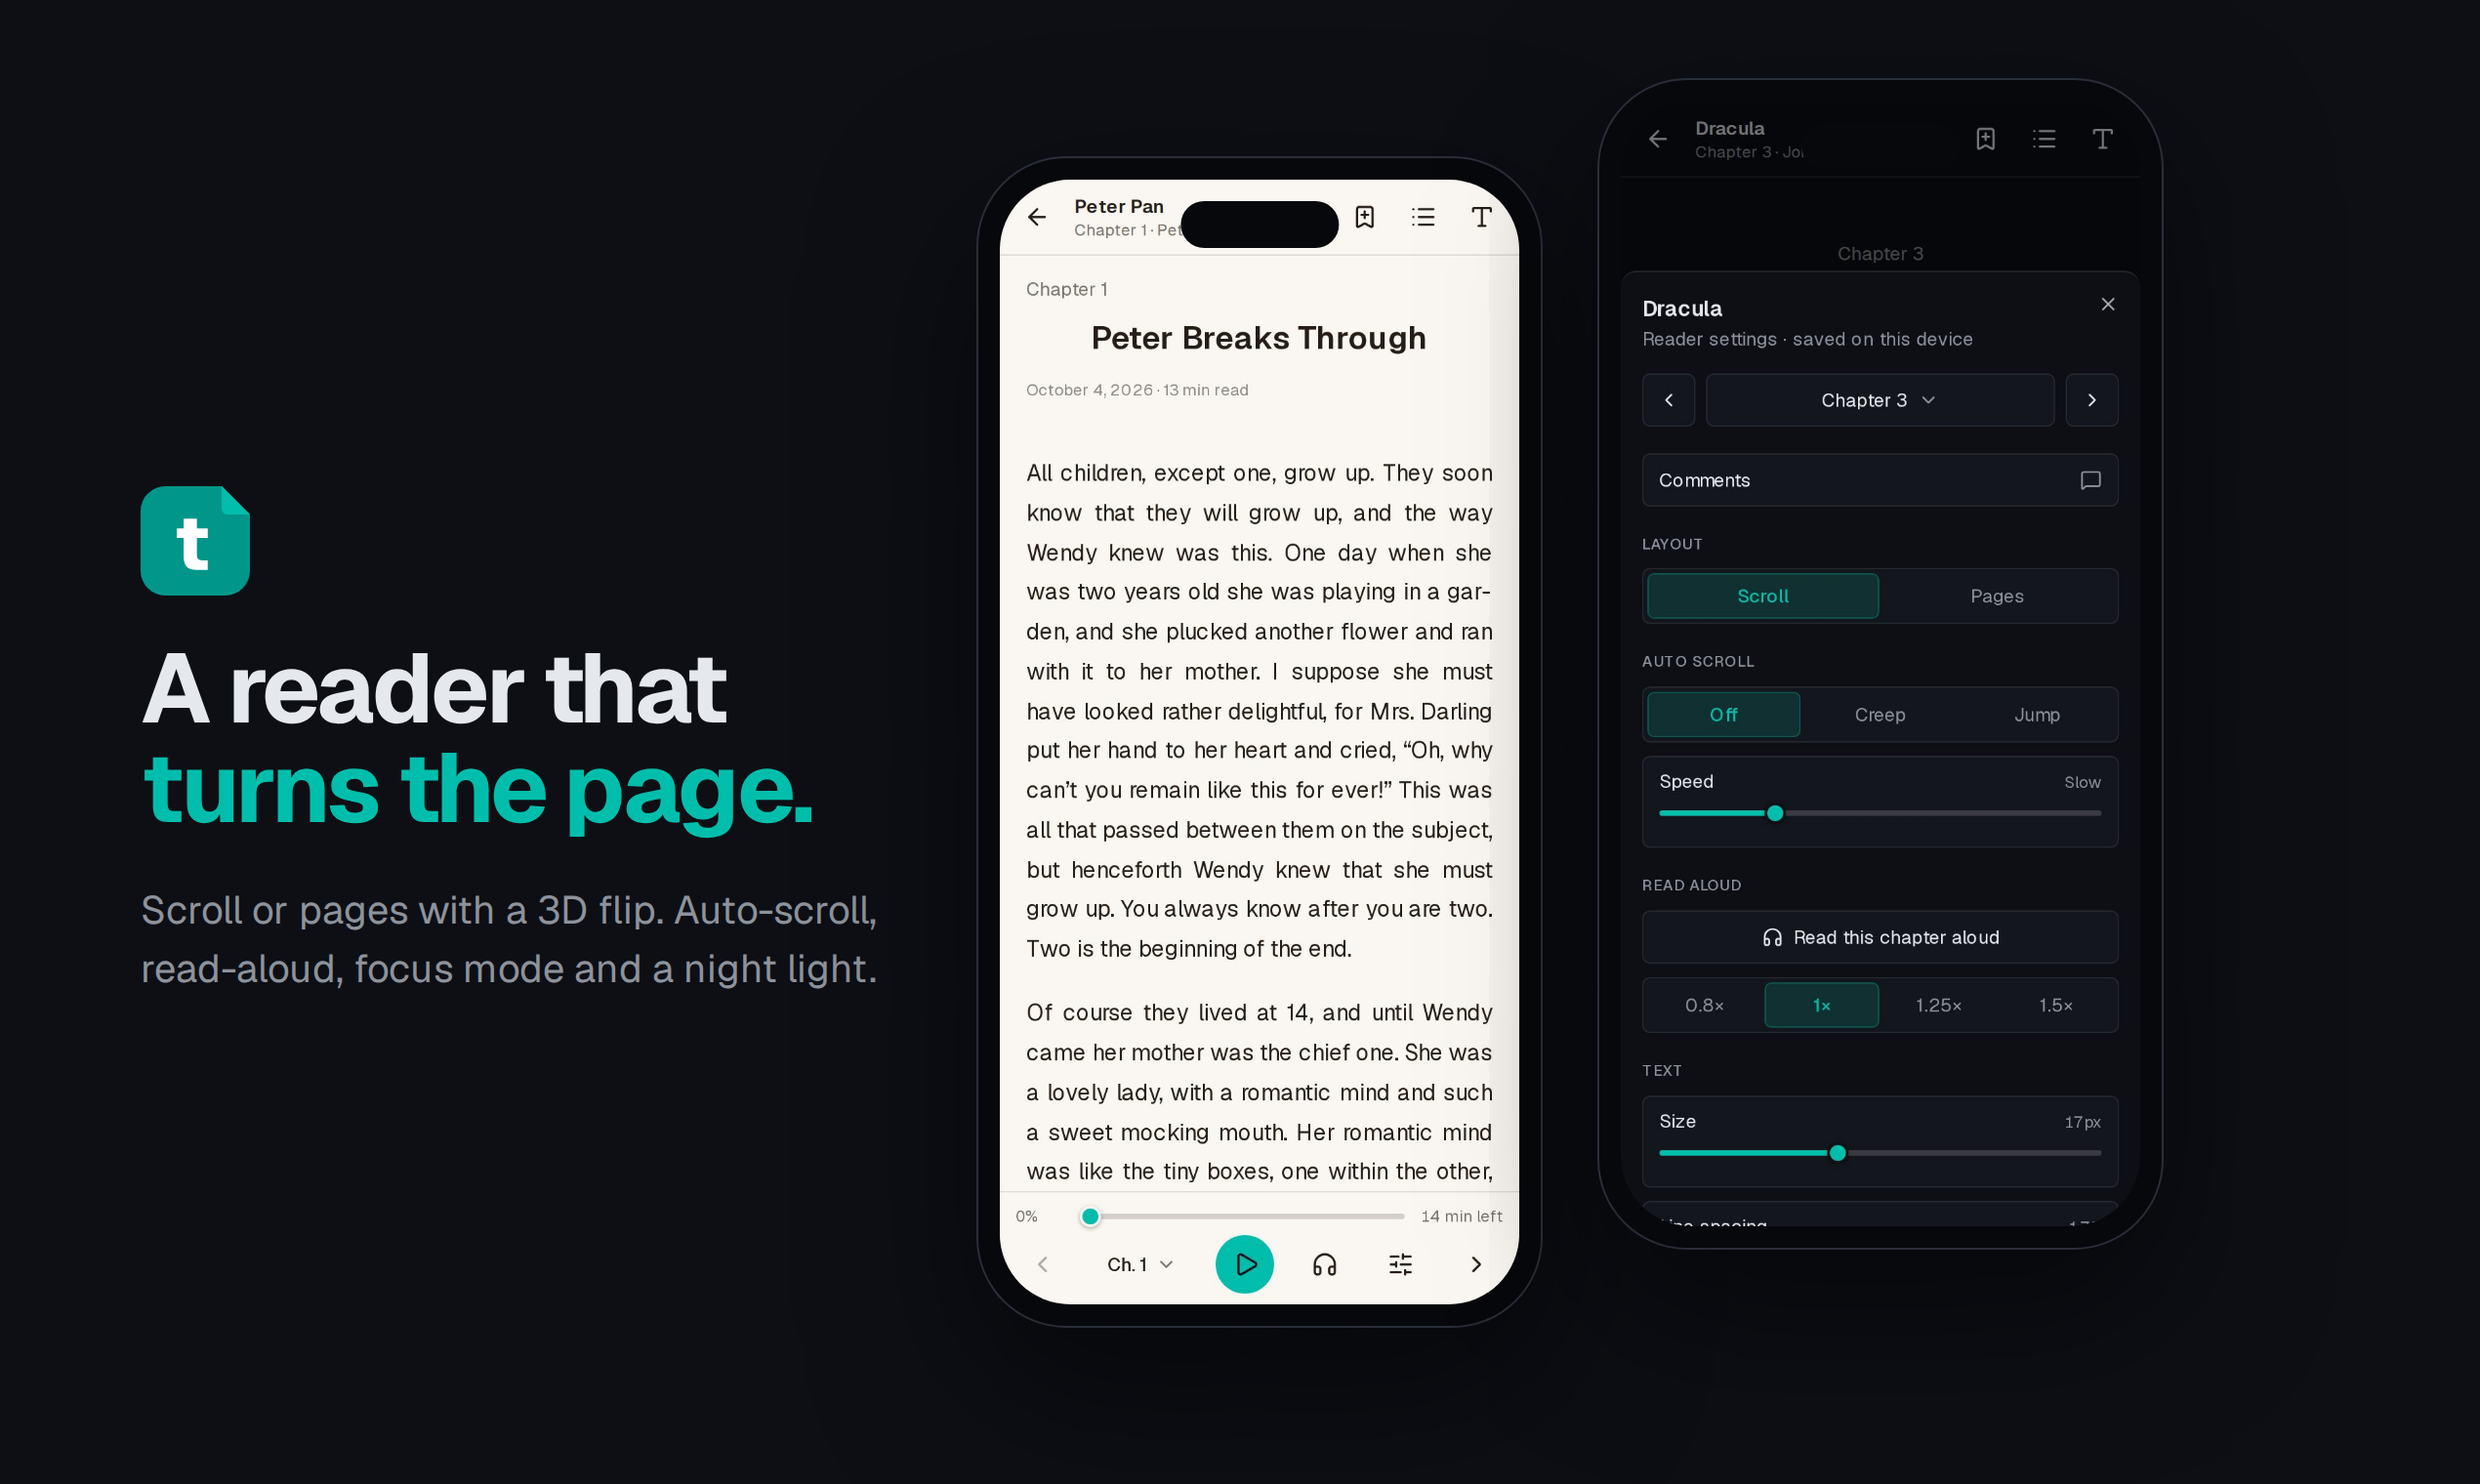 t
A reader that
turns the page.
Scroll or pages with a 3D flip. Auto-scroll,
read-aloud, focus mode and a night light.
Peter Pan
Chapter 1 · Pet
Chapter 1
Peter Breaks Through
October 4, 2026 · 13 min read
All children, except one, grow up. They soon
know that they will grow up, and the way
Wendy knew was this. One day when she
was two years old she was playing in a gar-
den, and she plucked another flower and ran
with it to her mother. I suppose she must
have looked rather delightful, for Mrs. Darling
put her hand to her heart and cried, “Oh, why
can’t you remain like this for ever!” This was
all that passed between them on the subject,
but henceforth Wendy knew that she must
grow up. You always know after you are two.
Two is the beginning of the end.
Of course they lived at 14, and until Wendy
came her mother was the chief one. She was
a lovely lady, with a romantic mind and such
a sweet mocking mouth. Her romantic mind
was like the tiny boxes, one within the other,
0% 14 min left
Ch. 1
Dracula
Chapter 3 · Jo
Chapter 3
Dracula
Reader settings · saved on this device
Chapter 3
Comments
LAYOUT
Scroll Pages
AUTO SCROLL
Off Creep Jump
Speed Slow
READ ALOUD
Read this chapter aloud
0.8× 1× 1.25× 1.5×
TEXT
Size 17px
Line spacing